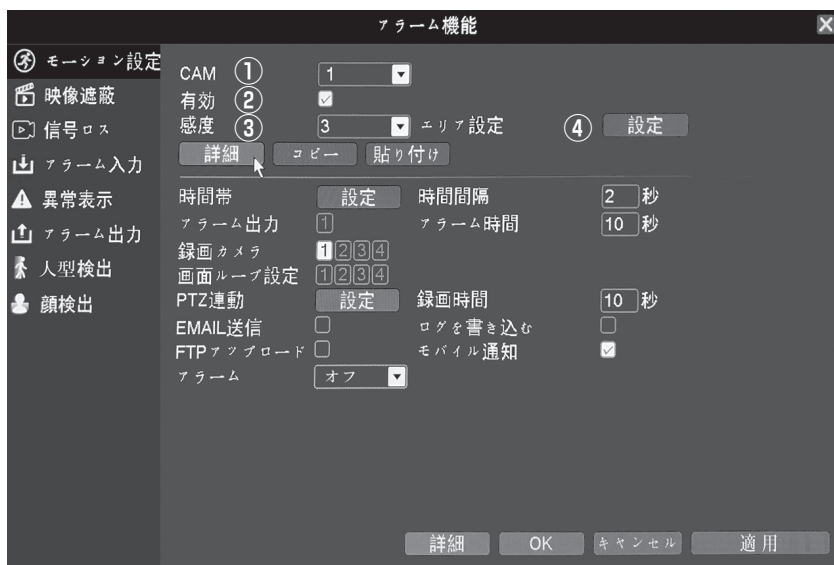 アラーム機能
モーション設定
映像遮蔽
信号ロス
アラーム入力
異常表示
アラーム出力
人型検出
顔検出
CAM ① 1
有効 ②
感度 ③ 3 エリア設定 ④ 設定
詳細 コピー 貼り付け
時間帯 設定 時間間隔 2 秒
アラーム出力 1 アラーム時間 10 秒
録画カメラ 1 2 3 4
画面ループ設定 1 2 3 4
PTZ連動 設定 録画時間 10 秒
EMAIL送信 ログを書き込む
FTPアップロード モバイル通知
アラーム オフ
詳細 OK キャンセル 適用